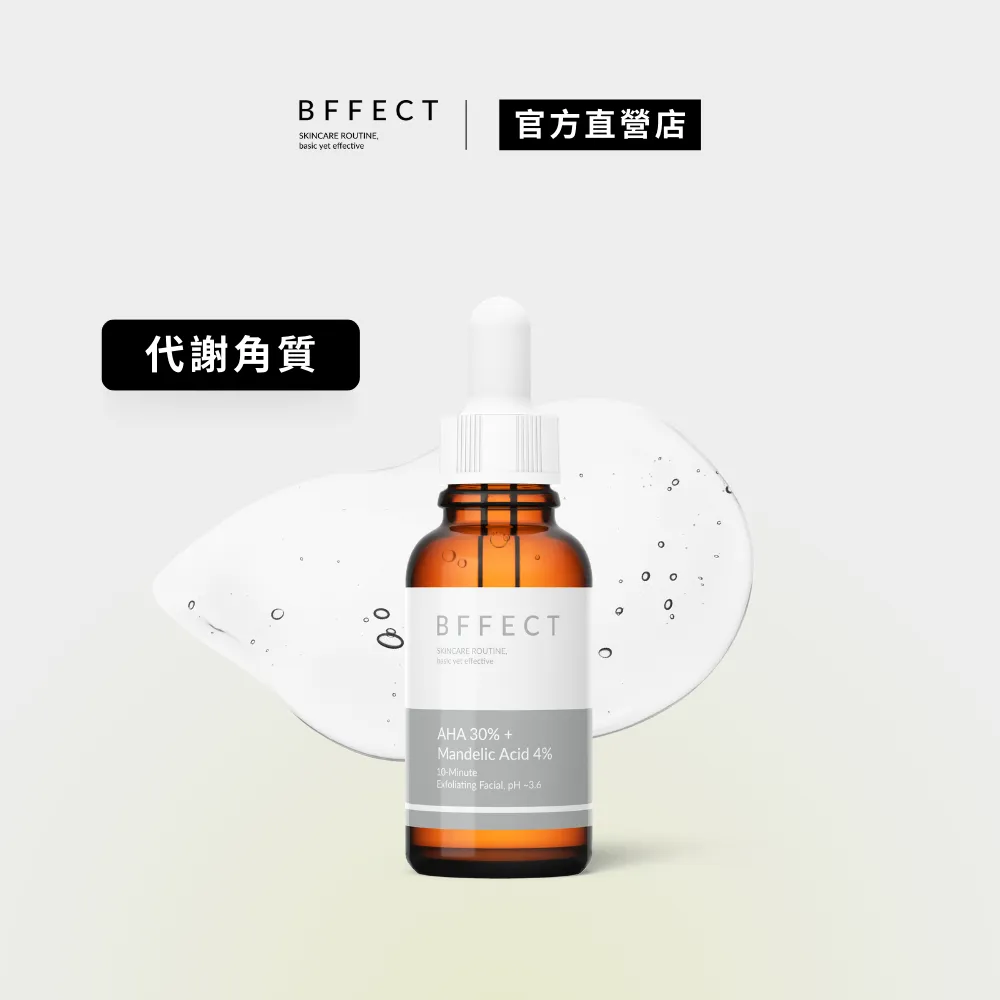 BFFECT
SKINCARE ROUTINE,
basic yet effective
官方直營店
代謝角質
BFFECT
SKINCARE ROUTINE,
basic yet effective
AHA 30% +
Mandelic Acid 4%
10-Minute
Exfoliating Facial, pH ~3.6